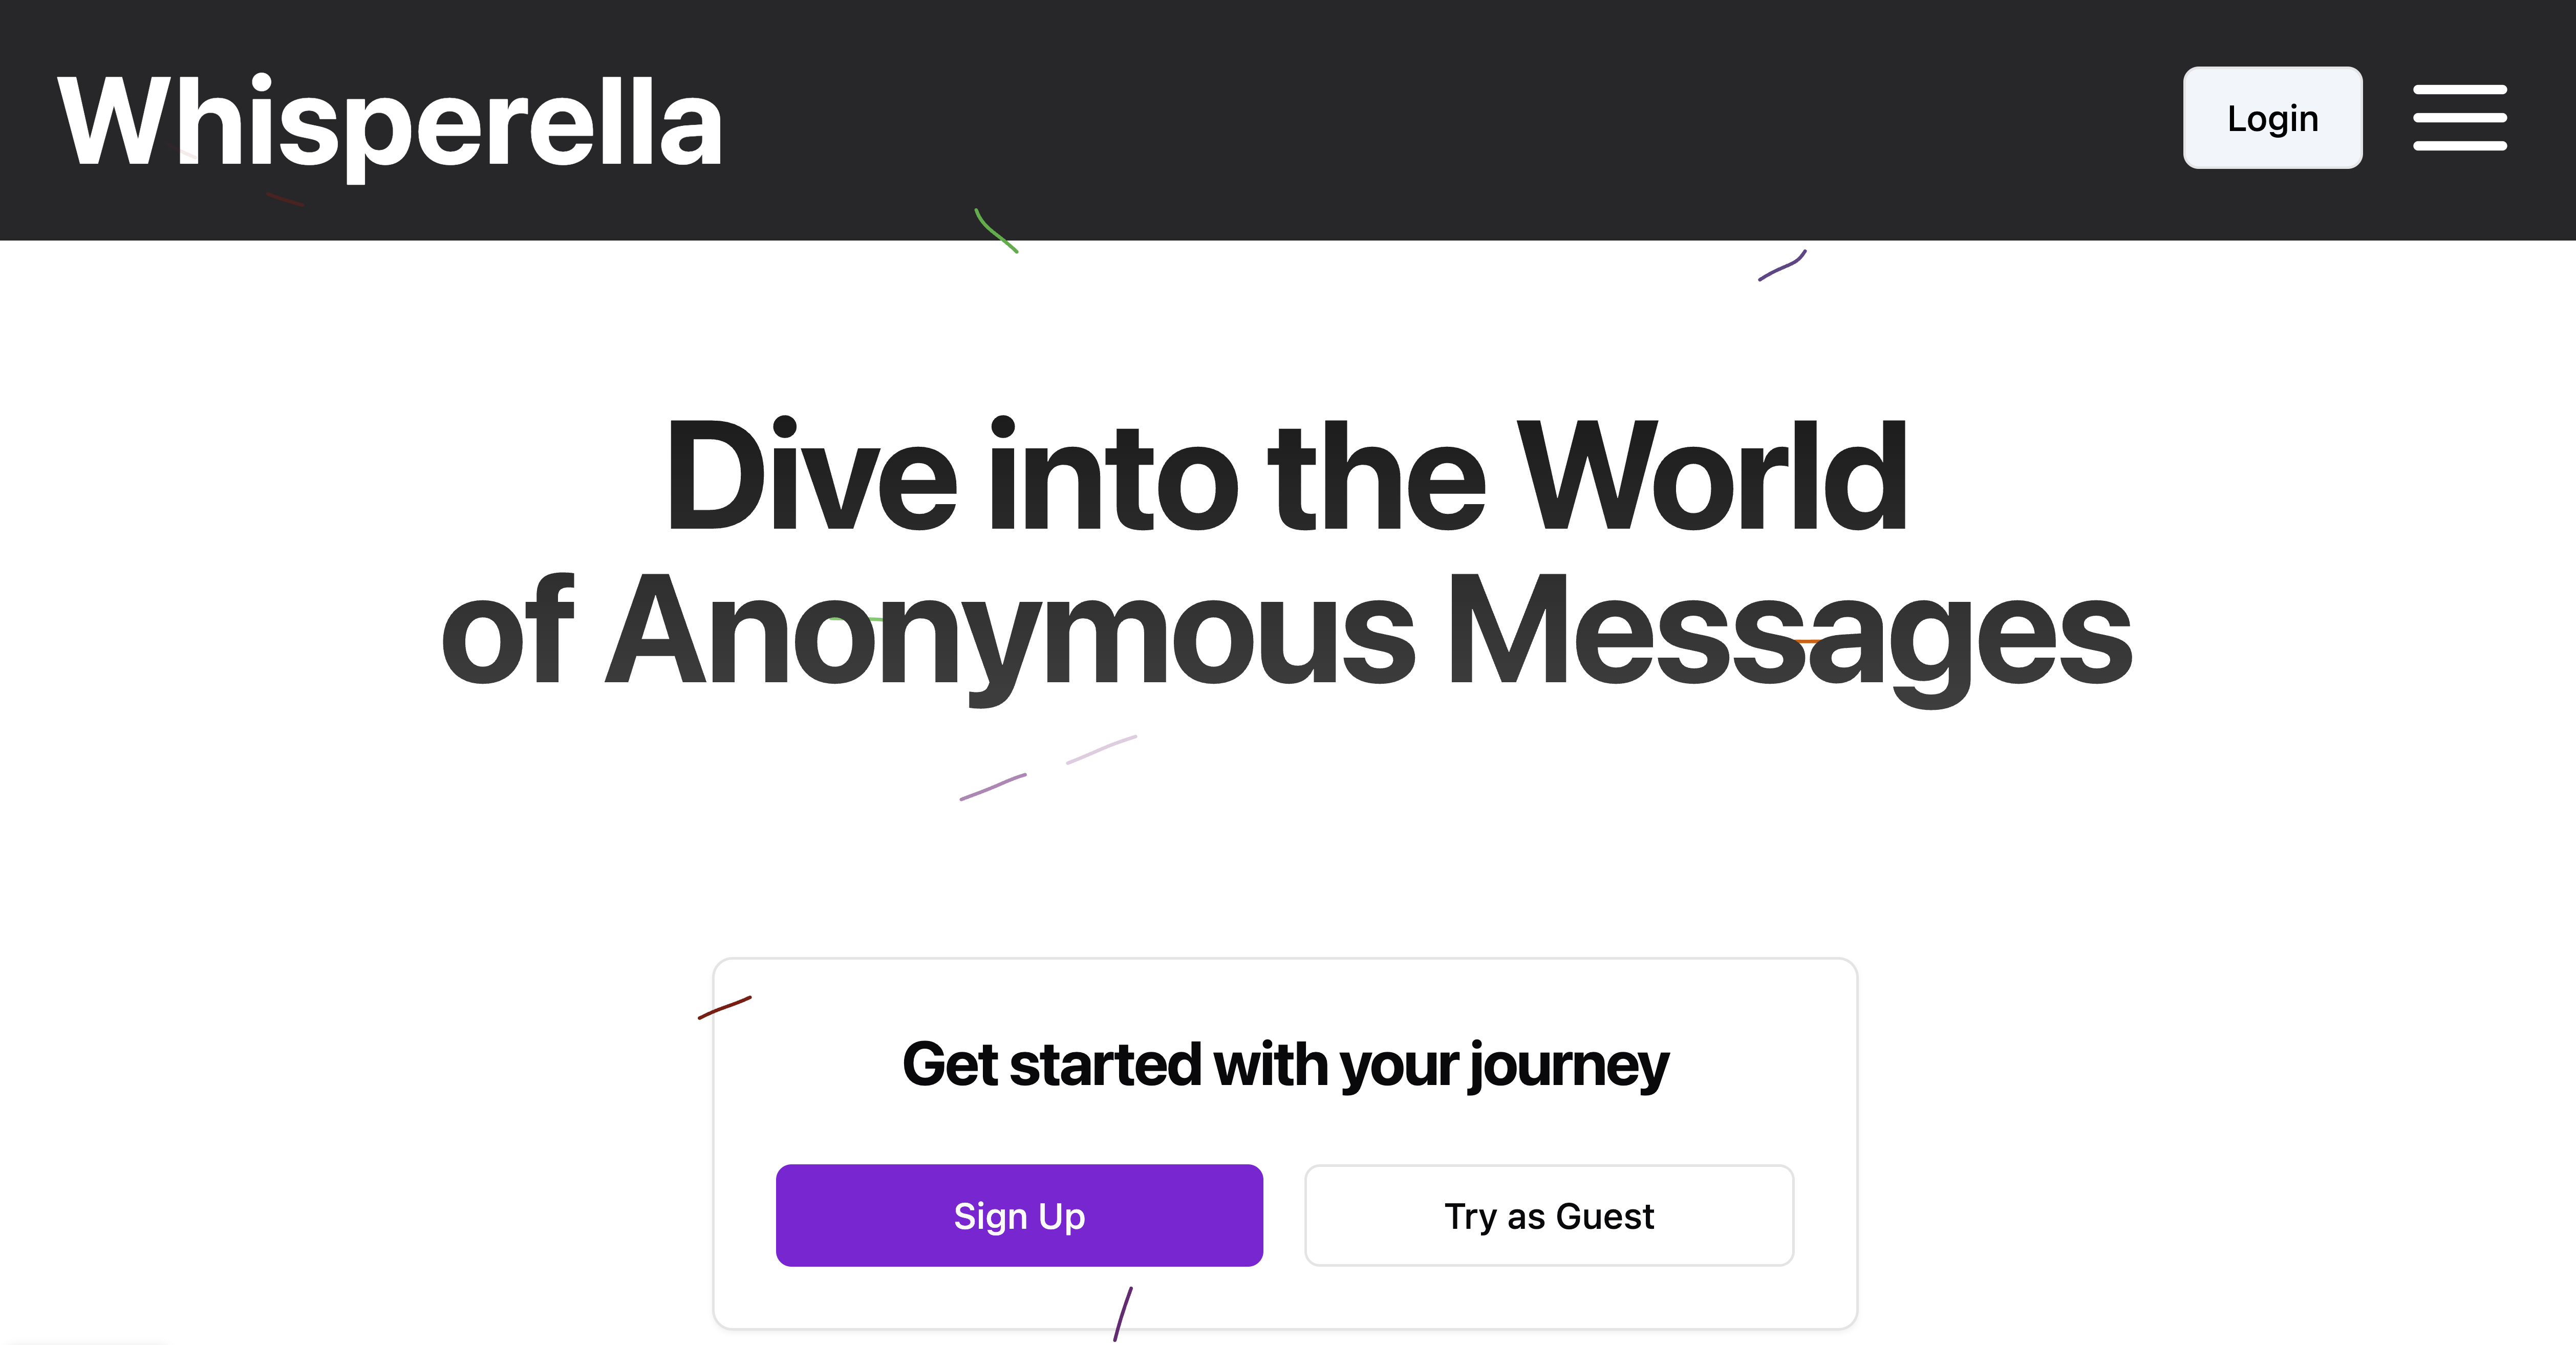 Whisperella
Login
Dive into the World
of Anonymous Messages
Get started with your journey
Sign Up
Try as Guest